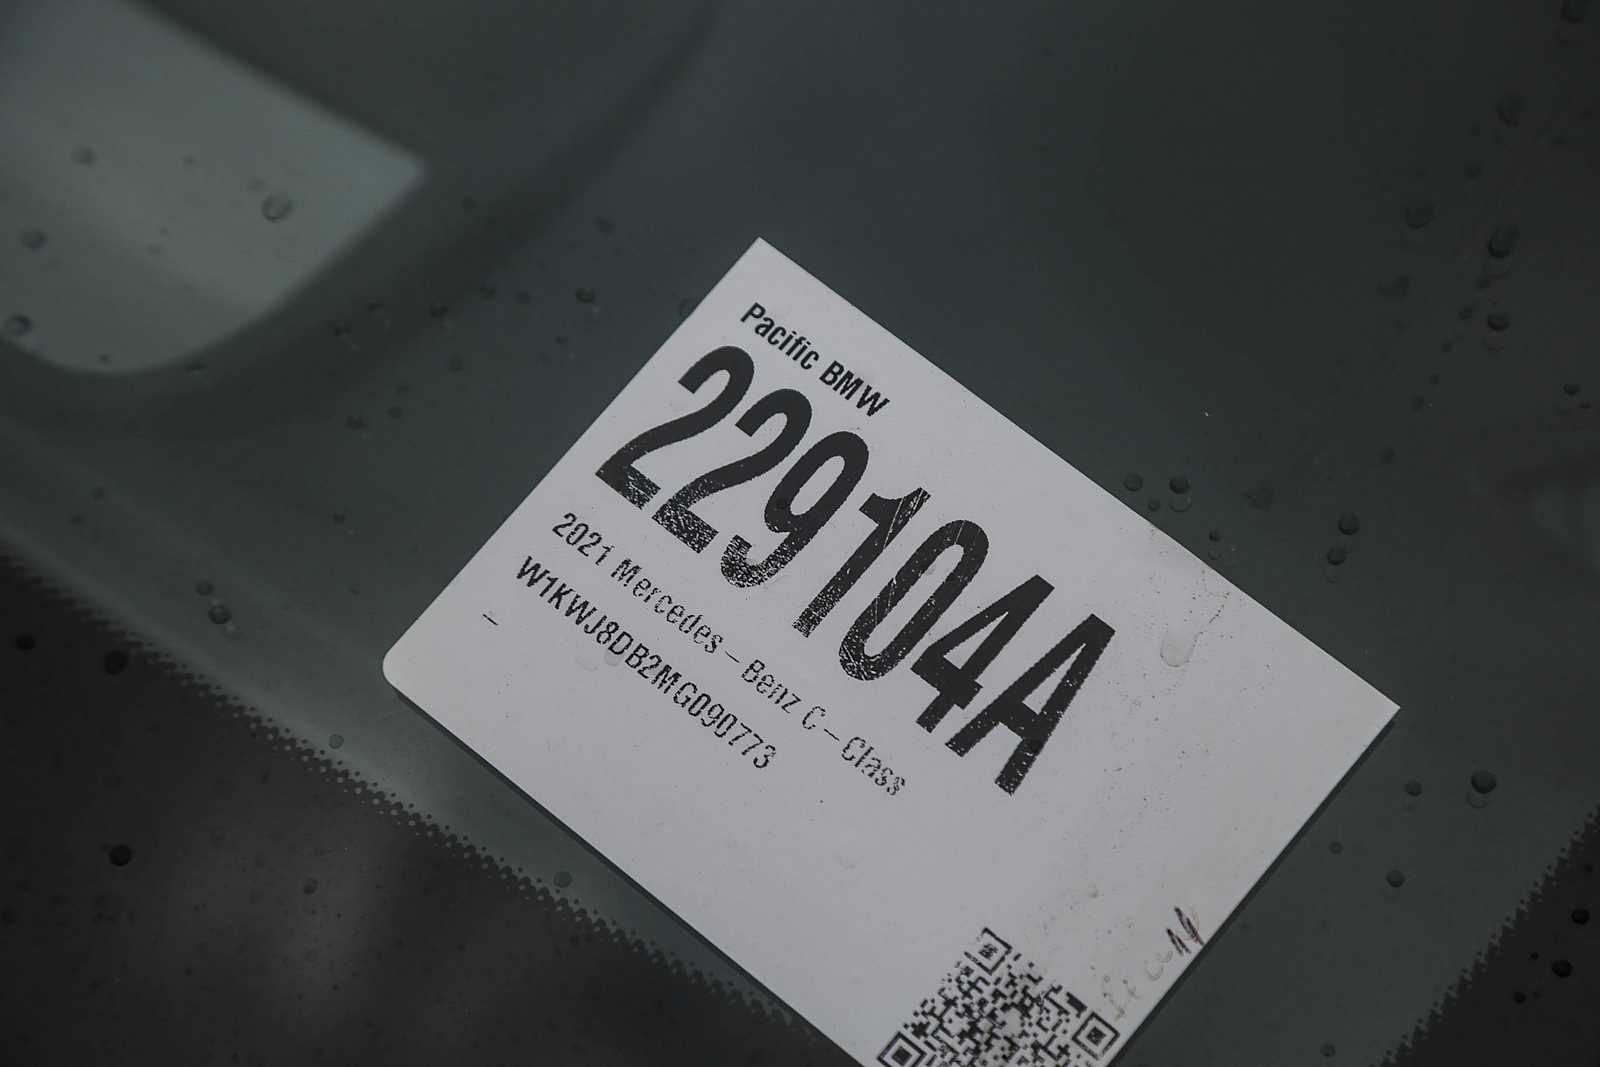 Pacific BMW
229104A
2021 Mercedes-Benz C-Class
W1KWJ8DB2MG090773